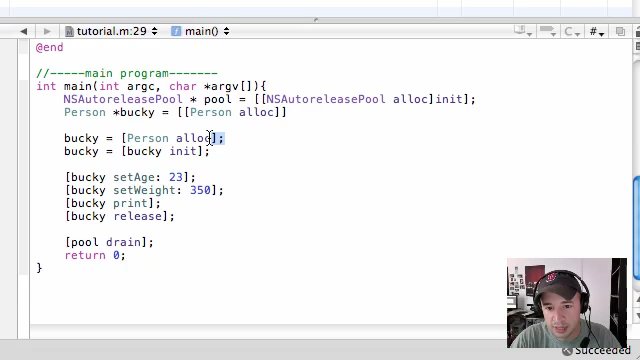 tutorial.m:29 main()
C #
@end
//-----main program-------
int main(int argc, char *argv[]){
NSAutoreleasePool * pool = [[NSAutoreleasePool alloc]init];
Person *bucky = [[Person alloc]]
bucky = [Person alloc];
bucky = [bucky init];
[bucky setAge: 23];
[bucky setWeight: 350];
[bucky print];
[bucky release];
[pool drain];
return 0;
}
Succeeded